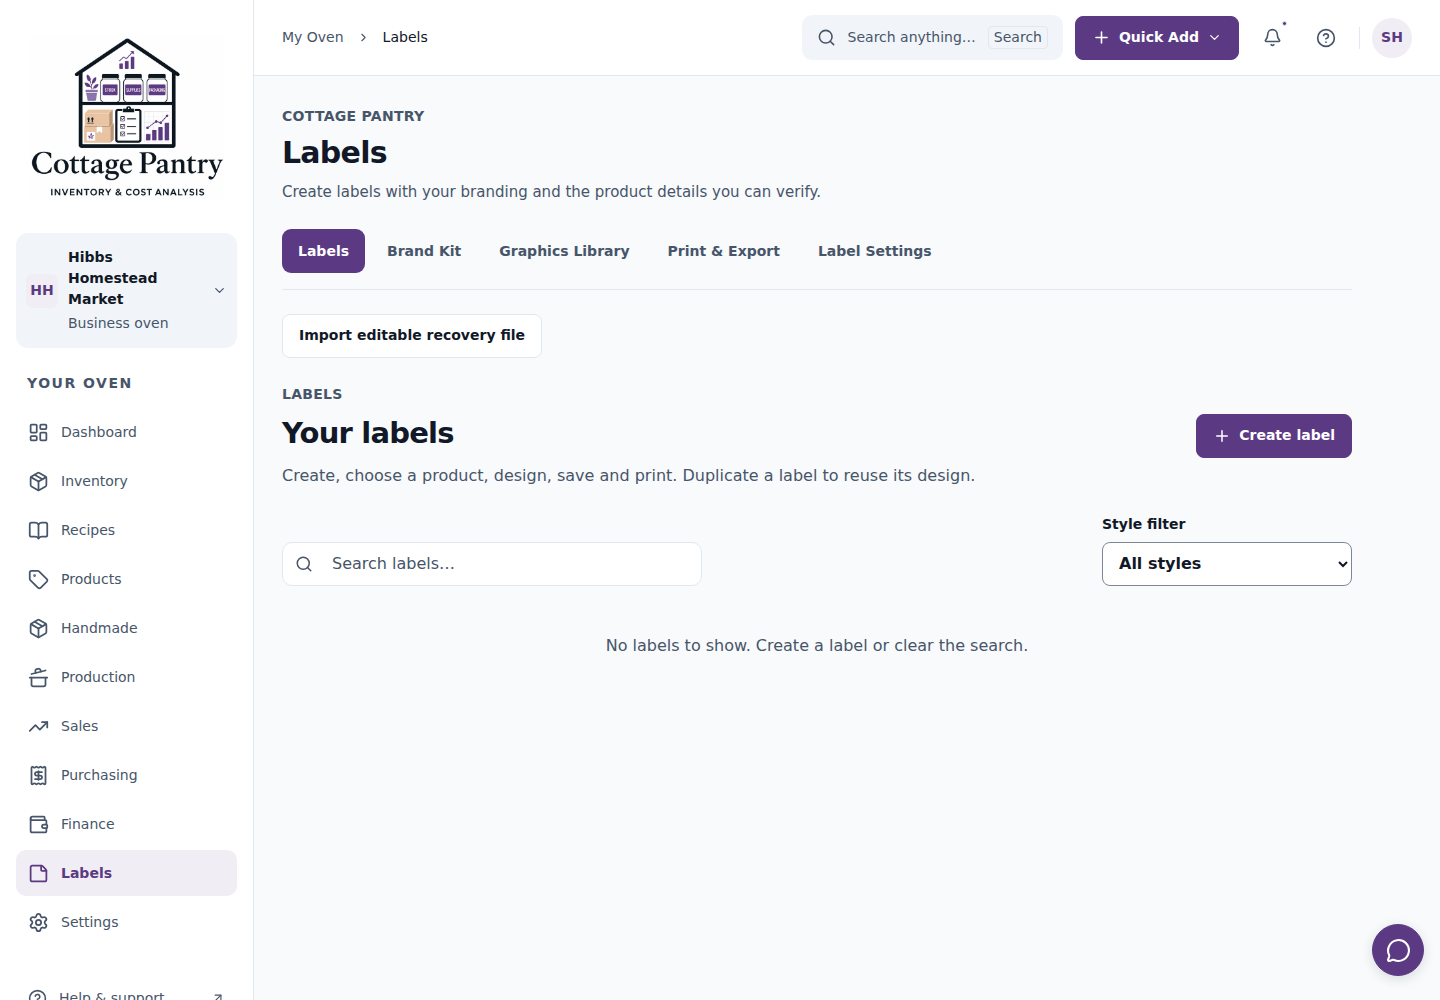 Cottage Pantry
INVENTORY & COST ANALYSIS
HH
Hibbs
Homestead
Market
Business oven
YOUR OVEN
Dashboard
Inventory
Recipes
Products
Handmade
Production
Sales
Purchasing
Finance
Labels
Settings
Help & support
My Oven > Labels
Search anything... Search
Quick Add
SH
COTTAGE PANTRY
Labels
Create labels with your branding and the product details you can verify.
Labels Brand Kit Graphics Library Print & Export Label Settings
Import editable recovery file
LABELS
Your labels
Create label
Create, choose a product, design, save and print. Duplicate a label to reuse its design.
Style filter
Search labels...
All styles
No labels to show. Create a label or clear the search.